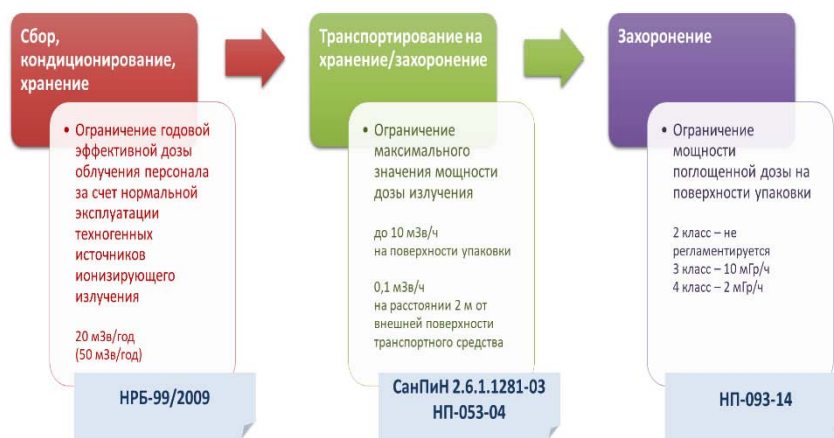 Сбор,
кондиционирование,
хранение
• Ограничение годовой
эффективной дозы
облучения персонала
за счет нормальной
эксплуатации
техногенных
источников
ионизирующего
излучения
20 мЗв/год
(50 мЗв/год)
НРБ-99/2009
Транспортирование на
хранение/захоронение
• Ограничение
максимального
значения мощности
дозы излучения
до 10 мЗв/ч
на поверхности упаковки
0,1 мЗв/ч
на расстоянии 2 м от
внешней поверхности
транспортного средства
СанПиН 2.6.1.1281-03
НП-053-04
Захоронение
• Ограничение
мощности
поглощенной дозы на
поверхности упаковки
2 класс – не
регламентируется
3 класс – 10 мГр/ч
4 класс – 2 мГр/ч
НП-093-14